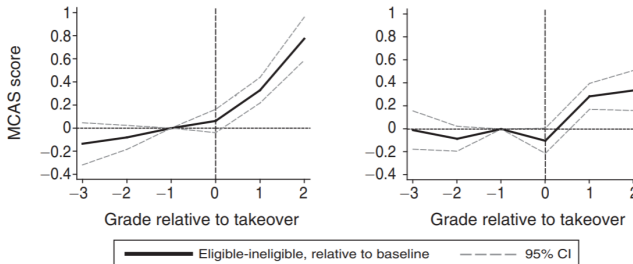 MCAS score
1
0.8
0.6
0.4
0.2
0
−0.2
−0.4
−3 −2 −1 0 1 2
Grade relative to takeover
1
0.8
0.6
0.4
0.2
0
−0.2
−0.4
−3 −2 −1 0 1 2
Grade relative to takeover
Eligible-ineligible, relative to baseline 95% CI